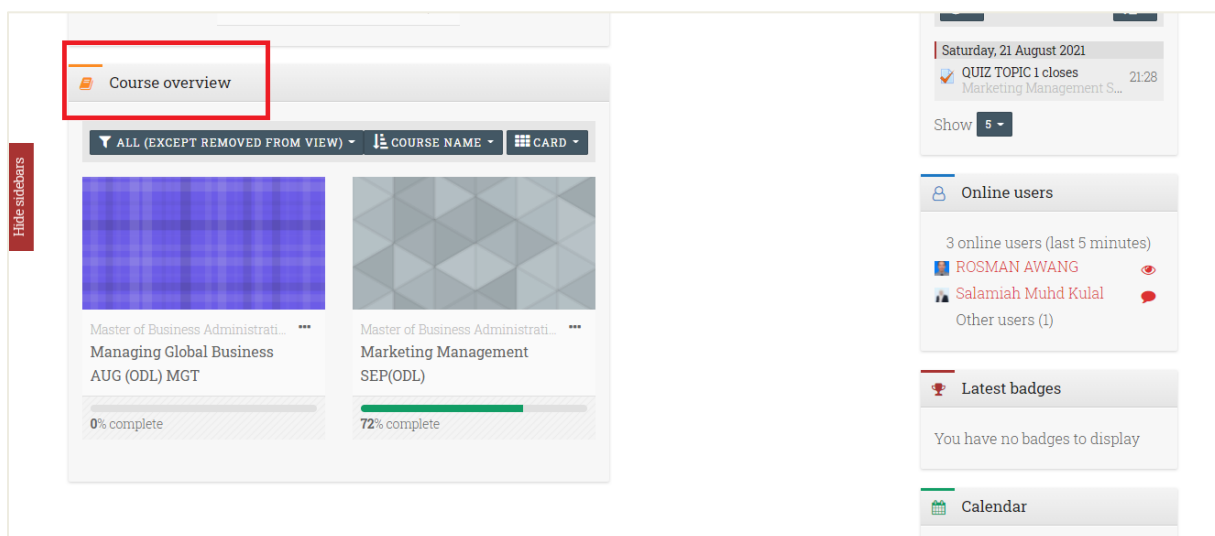 Course overview
ALL (EXCEPT REMOVED FROM VIEW)
COURSE NAME
CARD
Master of Business Administrati...
Managing Global Business
AUG (ODL) MGT
0% complete
Master of Business Administrati...
Marketing Management
SEP(ODL)
72% complete
Hide sidebars
Saturday, 21 August 2021
QUIZ TOPIC 1 closes
21:28
Marketing Management S...
Show 5
Online users
3 online users (last 5 minutes)
ROSMAN AWANG
Salamiah Muhd Kulal
Other users (1)
Latest badges
You have no badges to display
Calendar